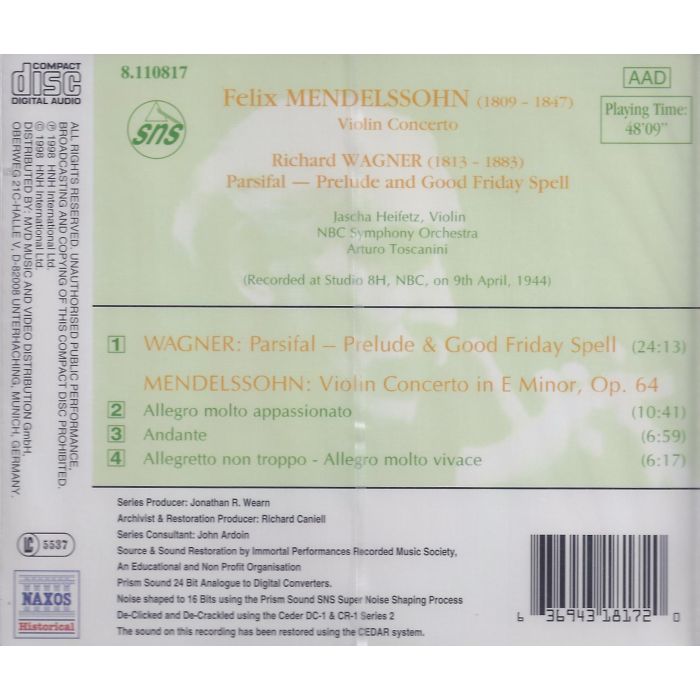 COMPACT
disc
DIGITAL AUDIO
8.110817
AAD
sns
Felix MENDELSSOHN (1809 - 1847)
Violin Concerto
Playing Time:
48'09"
Richard WAGNER (1813 - 1883)
Parsifal — Prelude and Good Friday Spell
Jascha Heifetz, Violin
NBC Symphony Orchestra
Arturo Toscanini
(Recorded at Studio 8H, NBC, on 9th April, 1944)
ALL RIGHTS RESERVED. UNAUTHORISED PUBLIC PERFORMANCE,
BROADCASTING AND COPYING OF THIS COMPACT DISC PROHIBITED.
℗ 1998 HNH International Ltd.
© 1998 HNH International Ltd.
DISTRIBUTED BY: MVD MUSIC AND VIDEO DISTRIBUTION GmbH,
OBERWEG 21C-HALLE V, D-82008 UNTERHACHING, MUNICH, GERMANY.
1 WAGNER: Parsifal – Prelude & Good Friday Spell (24:13)
MENDELSSOHN: Violin Concerto in E Minor, Op. 64
2 Allegro molto appassionato (10:41)
3 Andante (6:59)
4 Allegretto non troppo - Allegro molto vivace (6:17)
Series Producer: Jonathan R. Wearn
Archivist & Restoration Producer: Richard Caniell
Series Consultant: John Ardoin
Source & Sound Restoration by Immortal Performances Recorded Music Society,
An Educational and Non Profit Organisation
Prism Sound 24 Bit Analogue to Digital Converters.
Noise shaped to 16 Bits using the Prism Sound SNS Super Noise Shaping Process
De-Clicked and De-Crackled using the Ceder DC-1 & CR-1 Series 2
The sound on this recording has been restored using the CEDAR system.
LC 5537
NAXOS
Historical
6 36943 18172 0